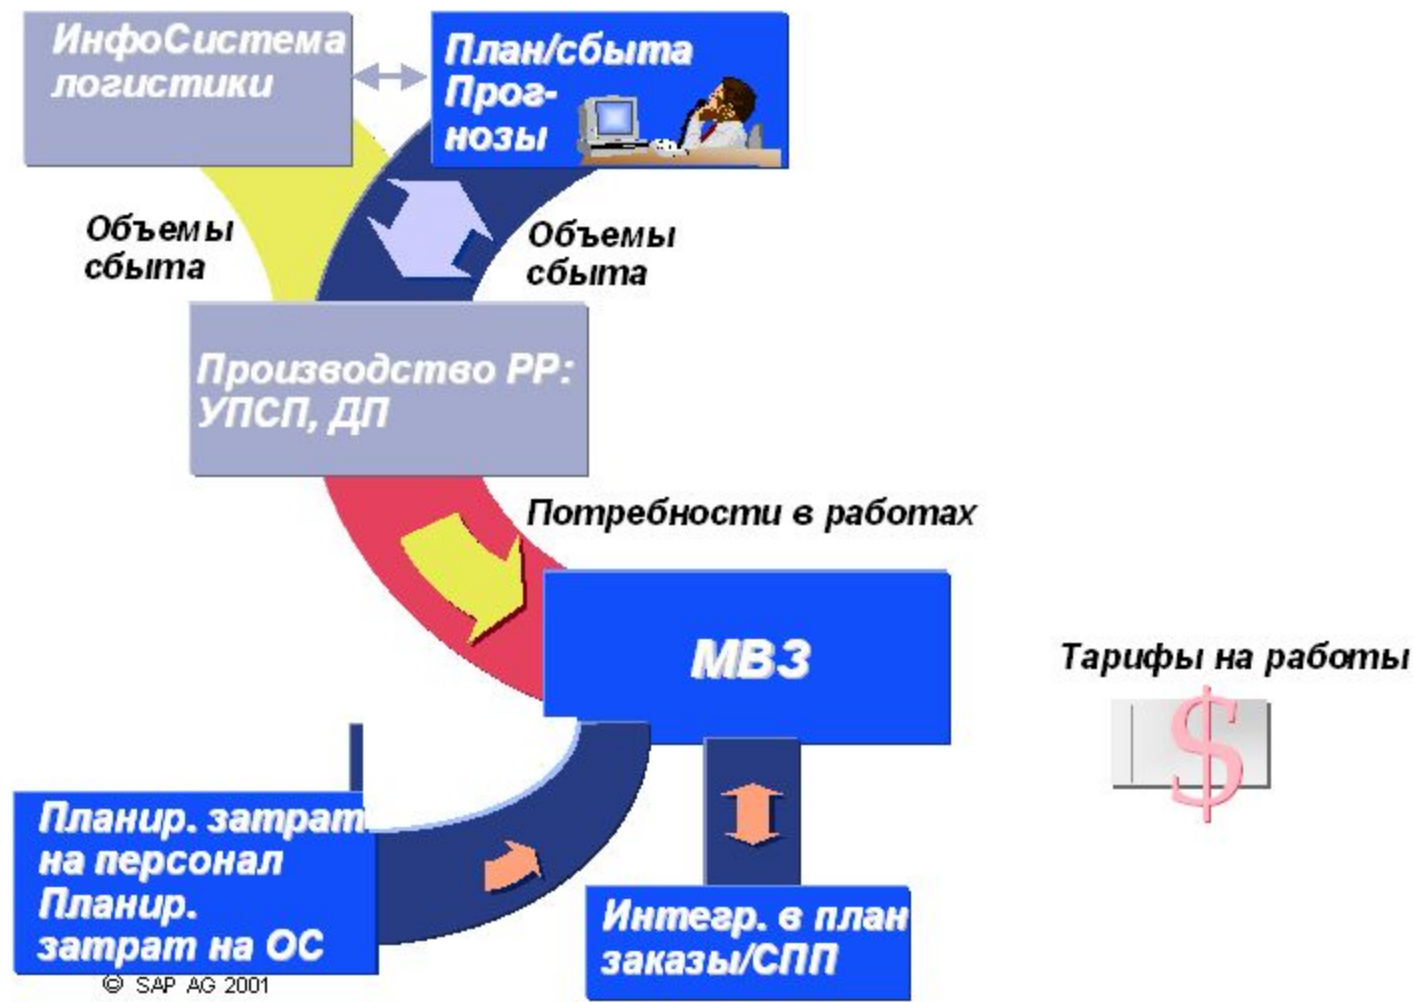 ИнфоСистема
логистики
План/сбыта
Прог-
нозы
Объемы
сбыта
Объемы
сбыта
Производство PP:
УПСП, ДП
Потребности в работах
МВЗ
Тарифы на работы
$
Планир. затрат
на персонал
Планир.
затрат на ОС
Интегр. в план
заказы/СПП
© SAP AG 2001